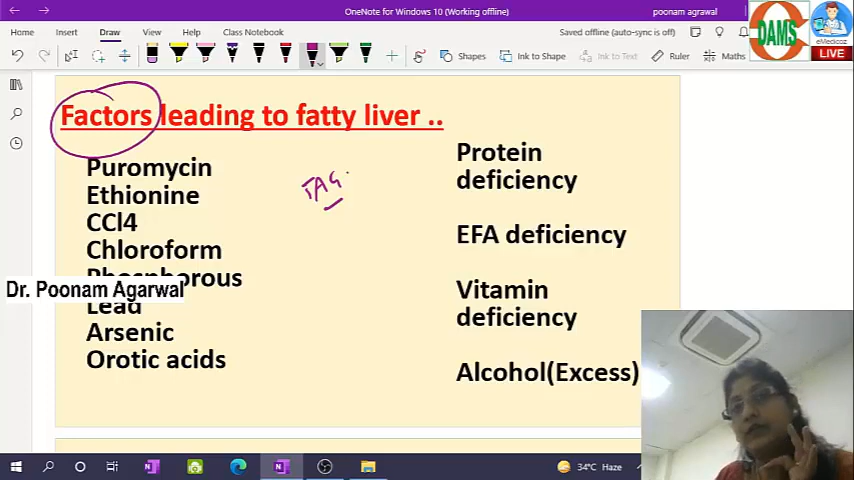 OneNote for Windows 10 (Working offline)
poonam agrawal
Home Insert Draw View Help Class Notebook
Saved offline (auto-sync is off)
Shapes Ink to Shape Ink to Text Ruler Maths
DAMS
eMedicoz
LIVE
Factors leading to fatty liver ..
Puromycin
Ethionine
CCl4
Chloroform
Phosphorous
Lead
Arsenic
Orotic acids
TAG
Protein
deficiency
EFA deficiency
Vitamin
deficiency
Alcohol(Excess)
Dr. Poonam Agarwal
34°C Haze